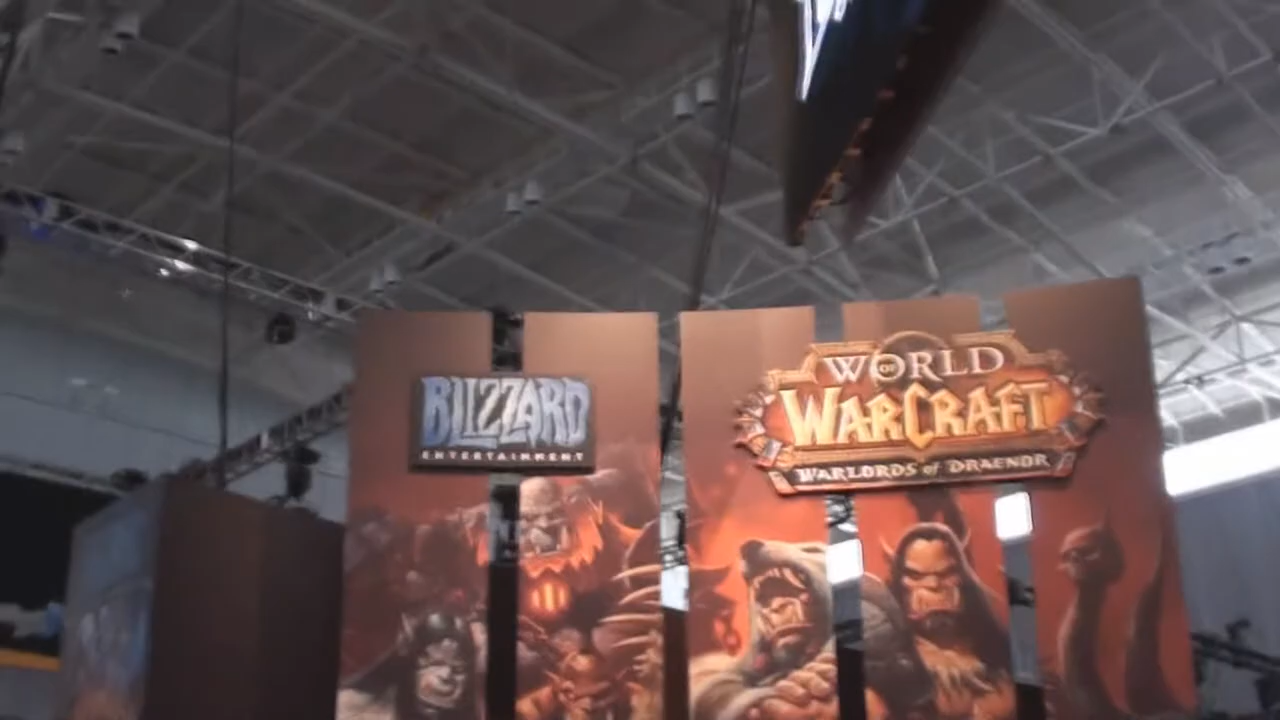 BLIZZARD
ENTERTAINMENT
WORLD
OF
WARCRAFT
WARLORDS of DRAENOR